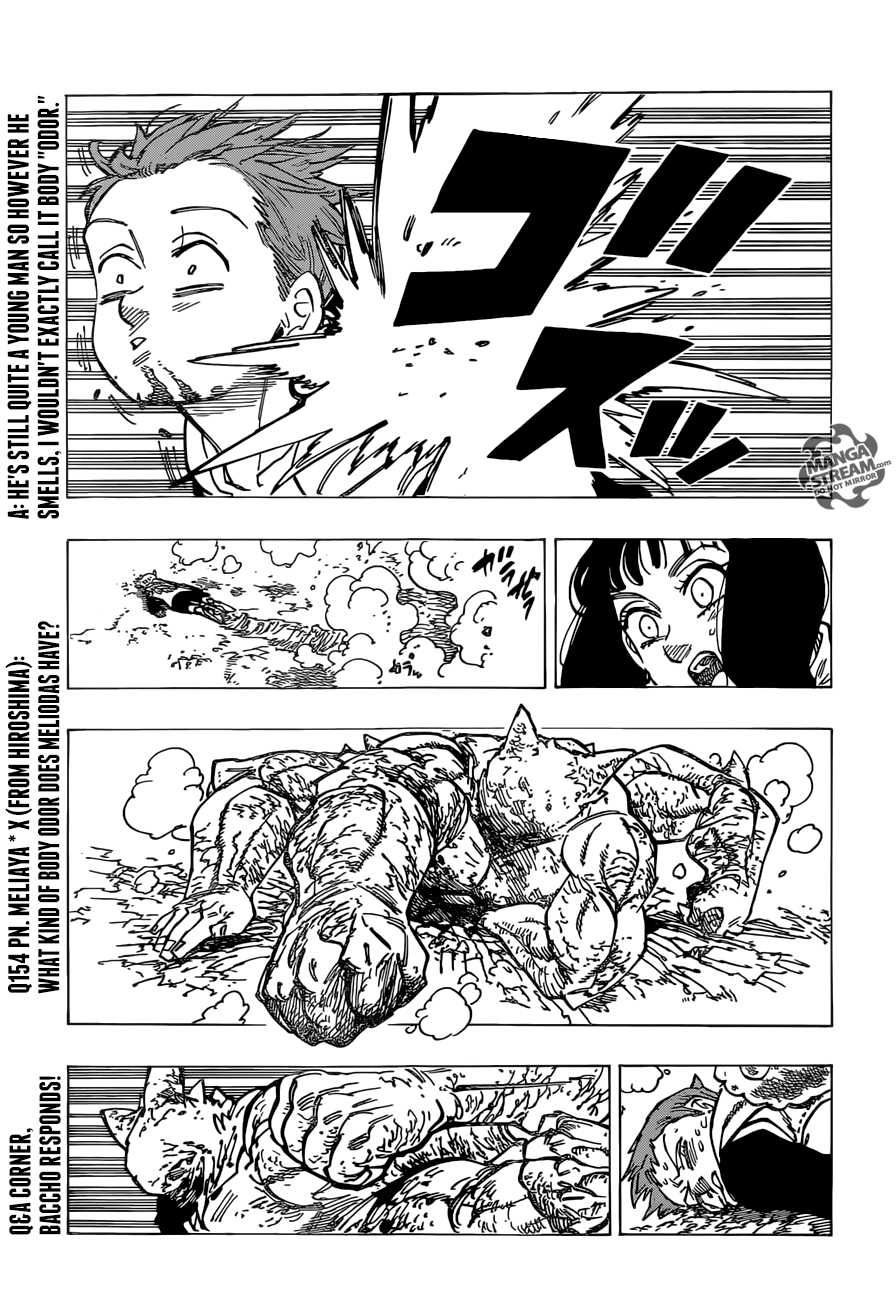 Q&A CORNER,
BACCHO RESPONDS!
Q154 PN. MELIAYA * X (FROM HIROSHIMA):
WHAT KIND OF BODY ODOR DOES MELIODAS HAVE?
A: HE'S STILL QUITE A YOUNG MAN SO HOWEVER HE
SMELLS, I WOULDN'T EXACTLY CALL IT BODY "ODOR."
ゴズ
MANGA
STREAM.com
DO NOT MIRROR